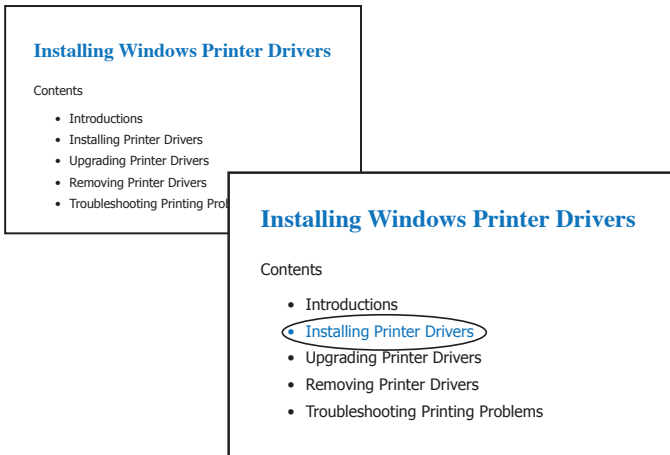 Installing Windows Printer Drivers
Contents
• Introductions
• Installing Printer Drivers
• Upgrading Printer Drivers
• Removing Printer Drivers
• Troubleshooting Printing
Installing Windows Printer Drivers
Contents
• Introductions
• Installing Printer Drivers
• Upgrading Printer Drivers
• Removing Printer Drivers
• Troubleshooting Printing Problems